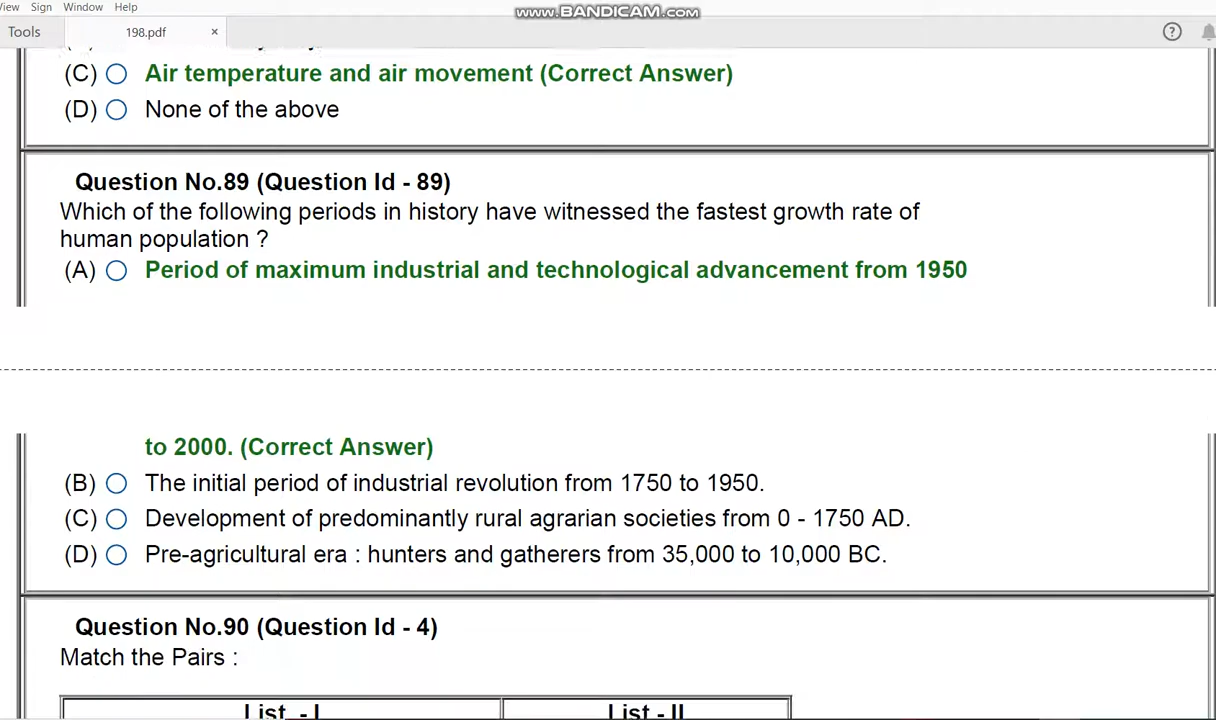 View Sign Window Help
www.BANDICAM.com
Tools
198.pdf ×
?
(C) Air temperature and air movement (Correct Answer)
(D) None of the above
Question No.89 (Question Id - 89)
Which of the following periods in history have witnessed the fastest growth rate of
human population ?
(A) Period of maximum industrial and technological advancement from 1950
to 2000. (Correct Answer)
(B) The initial period of industrial revolution from 1750 to 1950.
(C) Development of predominantly rural agrarian societies from 0 - 1750 AD.
(D) Pre-agricultural era : hunters and gatherers from 35,000 to 10,000 BC.
Question No.90 (Question Id - 4)
Match the Pairs :
List - I List - II